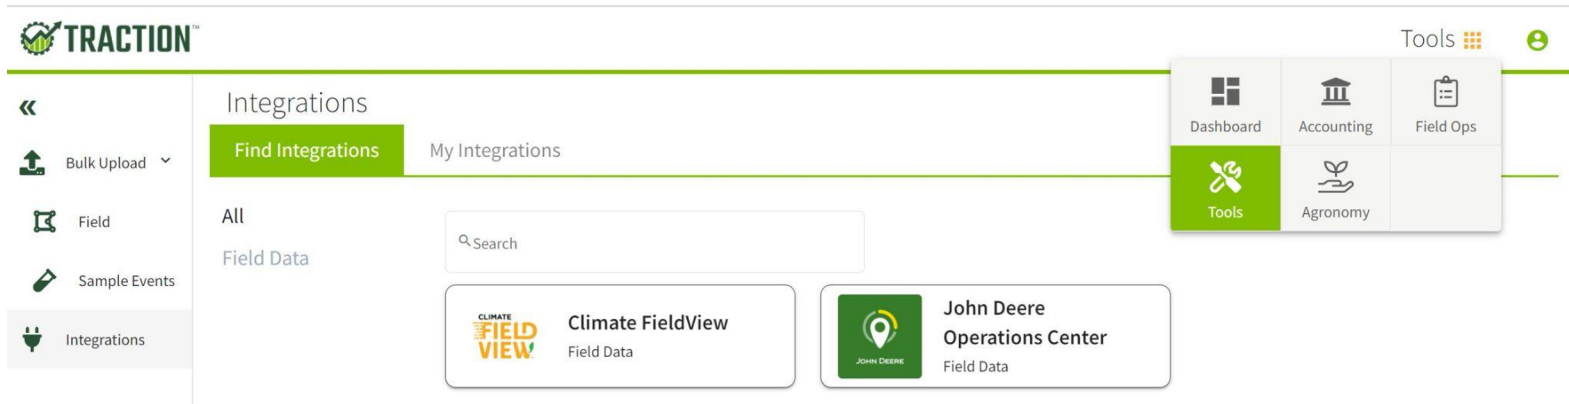 TRACTION™
Tools
Dashboard
Accounting
Field Ops
Tools
Agronomy
Bulk Upload
Field
Sample Events
Integrations
Integrations
Find Integrations
My Integrations
All
Field Data
Search
CLIMATE
FIELD
VIEW
Climate FieldView
Field Data
JOHN DEERE
John Deere
Operations Center
Field Data